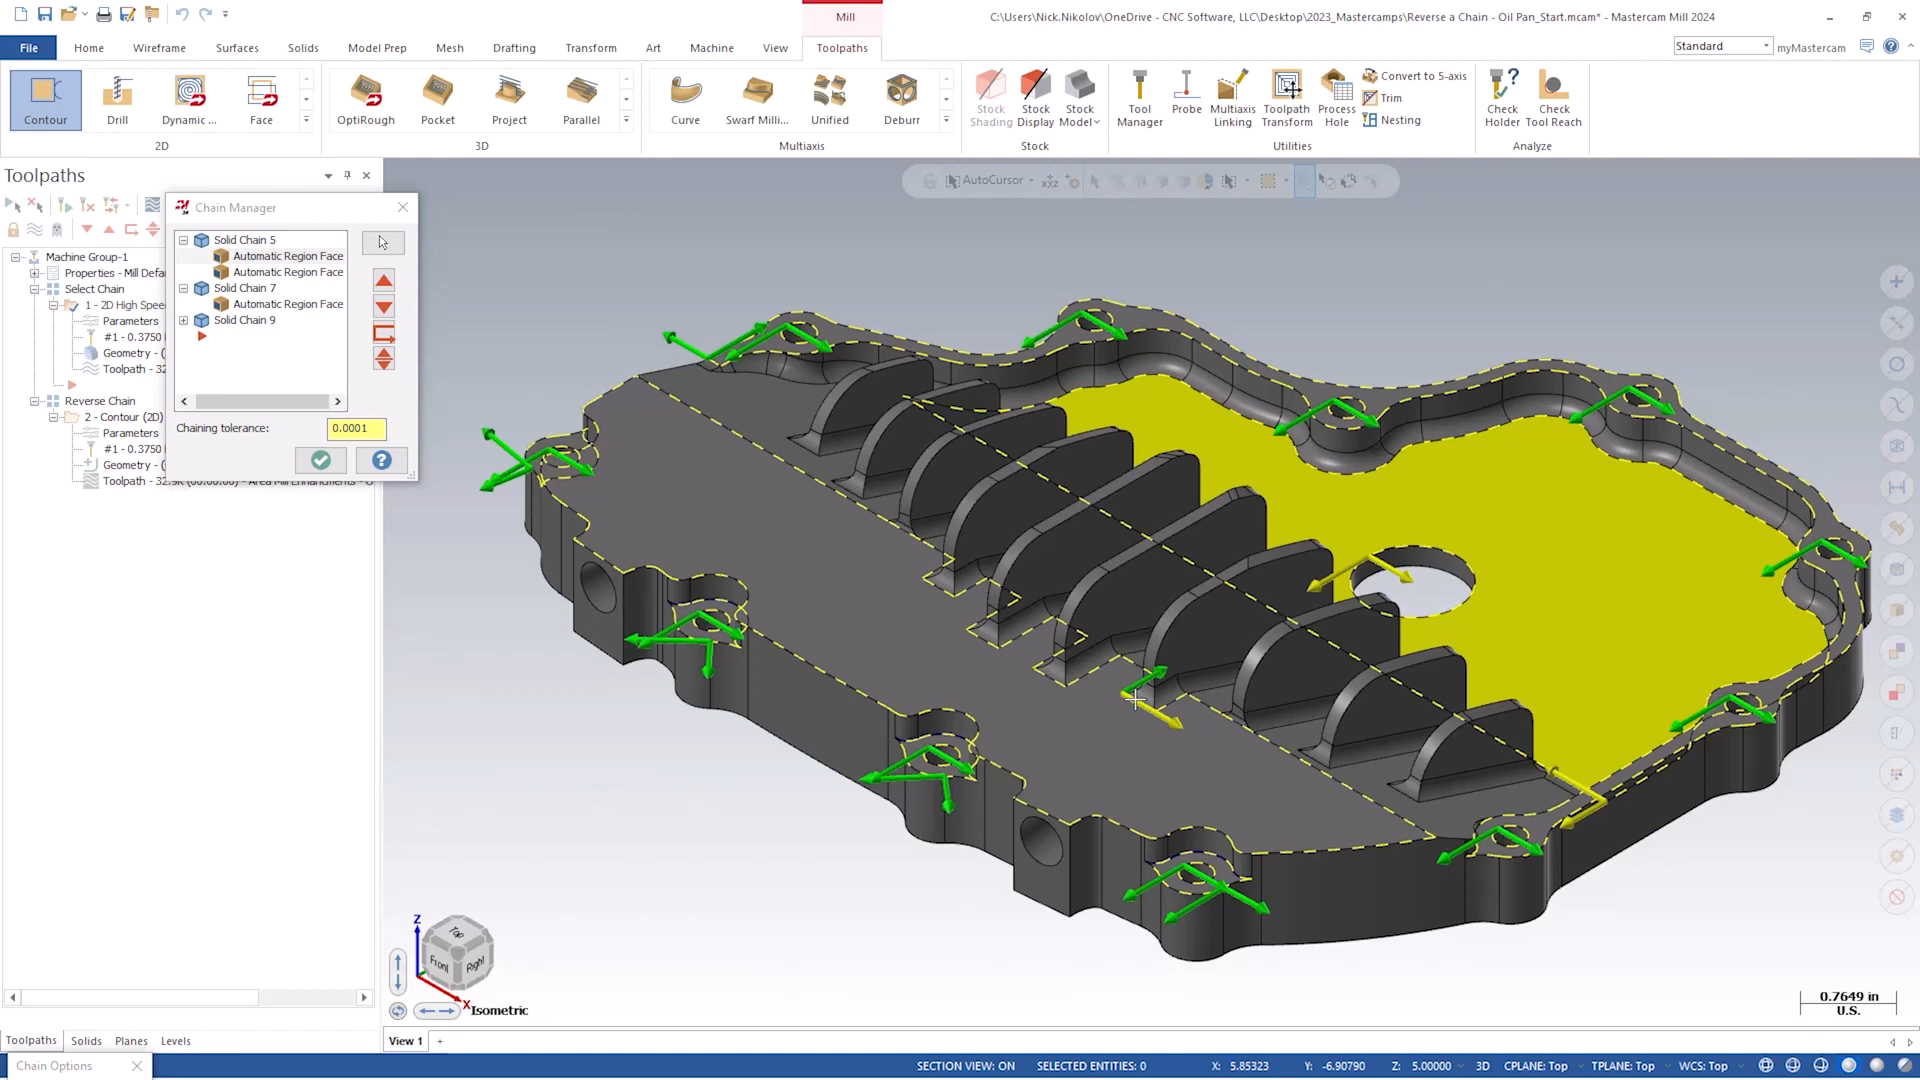 Mill
C:\Users\Nick.Nikolov\OneDrive - CNC Software, LLC\Desktop\2023_Mastercamps\Reverse a Chain - Oil Pan_Start.mcam* - Mastercam Mill 2024
File Home Wireframe Surfaces Solids Model Prep Mesh Drafting Transform Art Machine View Toolpaths
Standard myMastercam
Contour Drill Dynamic ... Face
OptiRough Pocket Project Parallel
Curve Swarf Milli... Unified Deburr
Stock Shading Stock Display Stock Model
Tool Manager Probe Multiaxis Linking Toolpath Transform Process Hole
Convert to 5-axis
Trim
Nesting
Check Holder Check Tool Reach
2D 3D Multiaxis Stock Utilities Analyze
Toolpaths
AutoCursor
Machine Group-1
Properties - Mill Defa
Select Chain
1 - 2D High Spee
Parameters
#1 - 0.3750
Geometry - (
Toolpath - 32
Reverse Chain
2 - Contour (2D)
Parameters
#1 - 0.3750
Geometry - (
Toolpath - 32.9K (00:00:00) - Area Mill Enhancments - O
Chain Manager
Solid Chain 5
Automatic Region Face
Automatic Region Face
Solid Chain 7
Automatic Region Face
Solid Chain 9
Chaining tolerance: 0.0001
Z
Top
Front Right
X
Isometric
0.7649 in
U.S.
Toolpaths Solids Planes Levels
View 1 +
Chain Options
SECTION VIEW: ON SELECTED ENTITIES: 0 X: 5.85323 Y: -6.90790 Z: 5.00000 3D CPLANE: Top TPLANE: Top WCS: Top